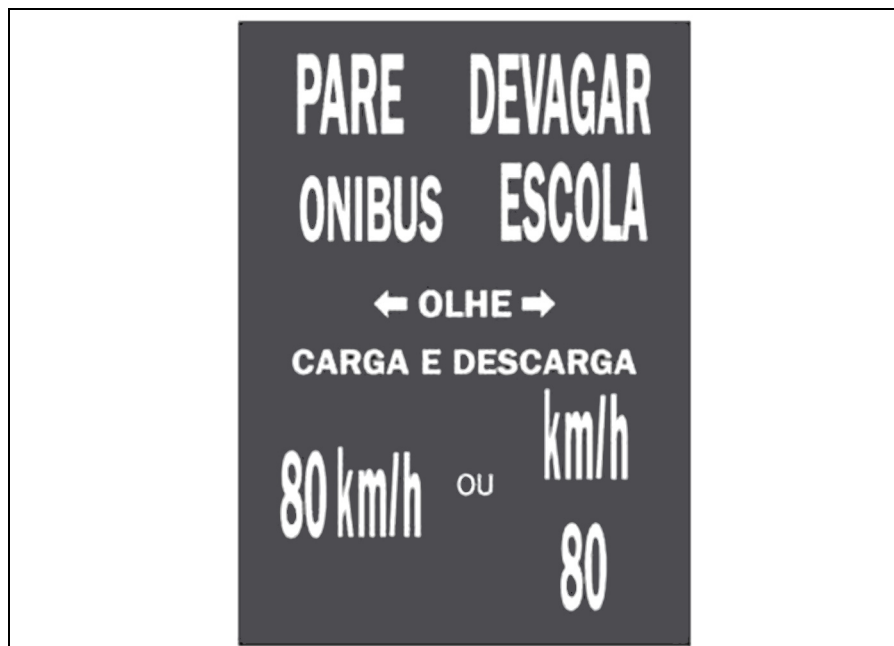 PARE DEVAGAR
ONIBUS ESCOLA
← OLHE →
CARGA E DESCARGA
80 km/h OU km/h
80